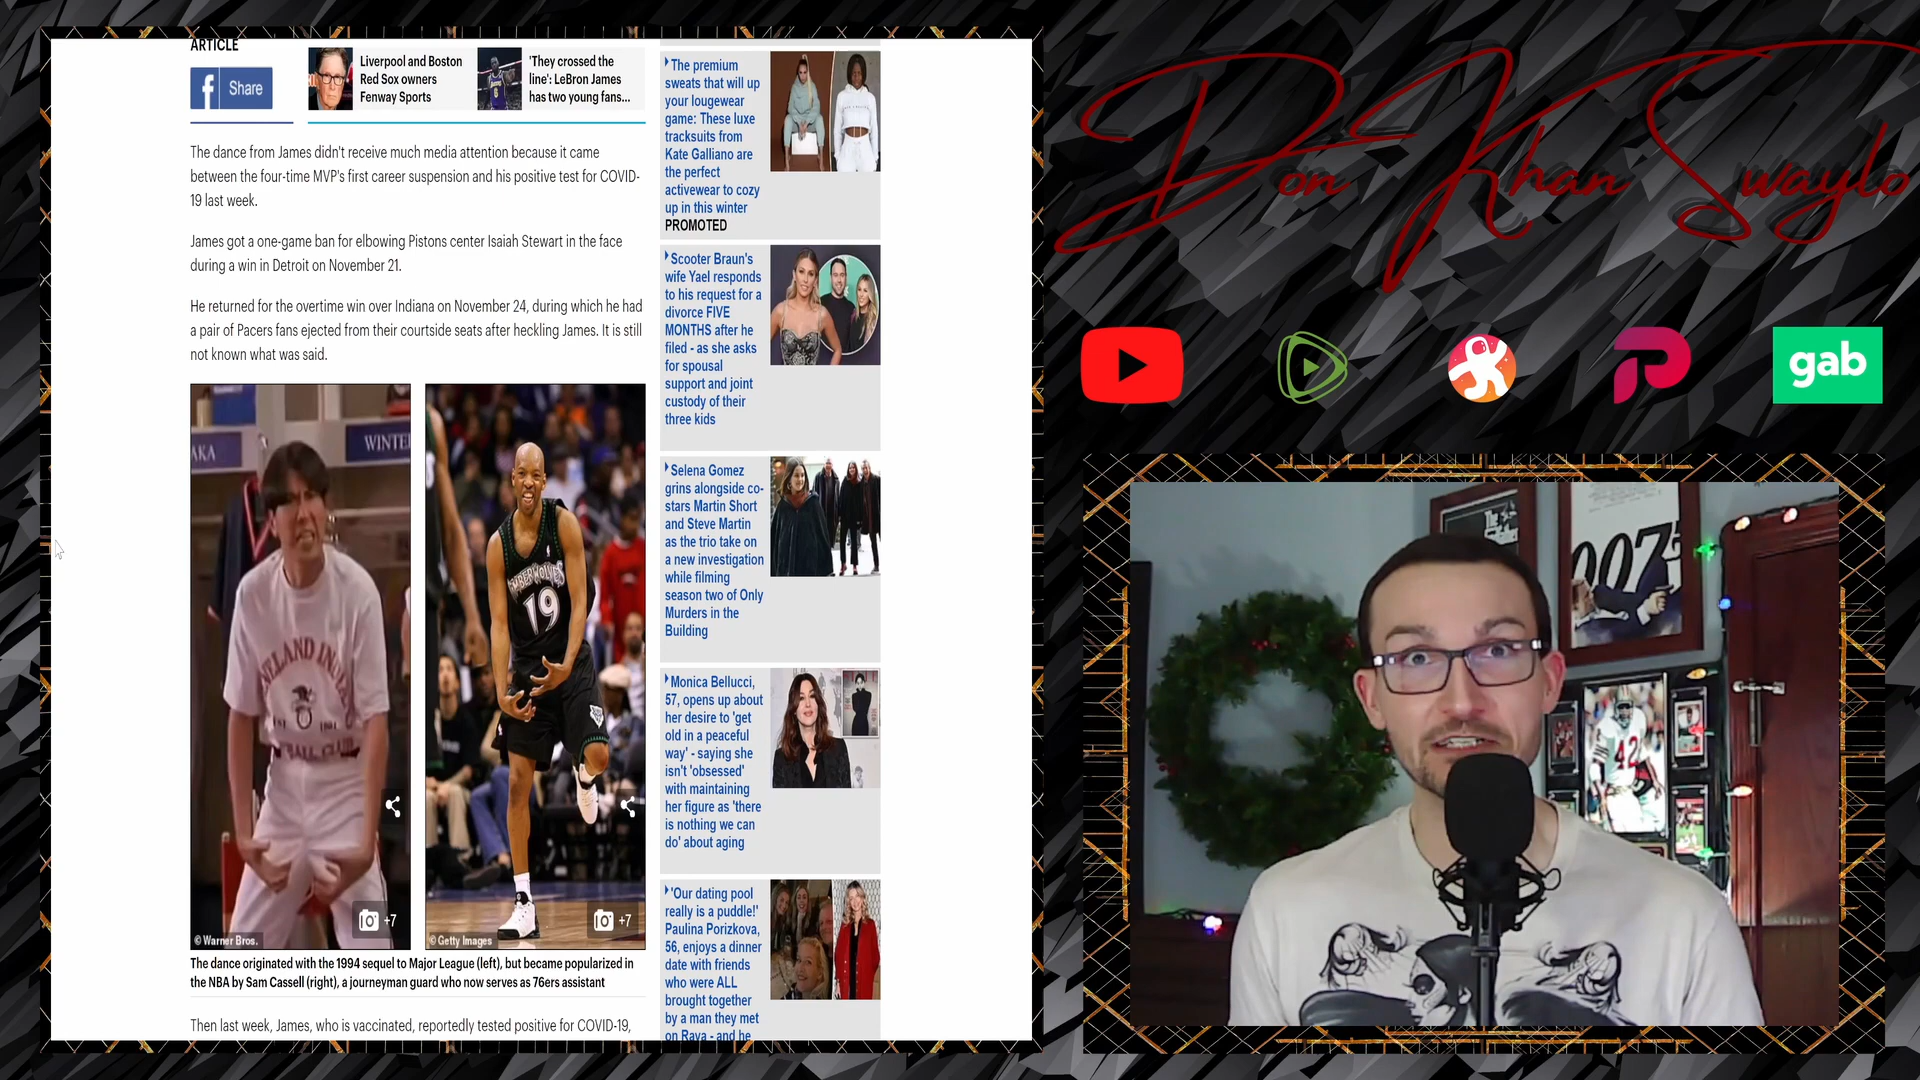 ARTICLE
Share
Liverpool and Boston
Red Sox owners
Fenway Sports
'They crossed the
line': LeBron James
has two young fans...
The dance from James didn't receive much media attention because it came
between the four-time MVP's first career suspension and his positive test for COVID-
19 last week.
James got a one-game ban for elbowing Pistons center Isaiah Stewart in the face
during a win in Detroit on November 21.
He returned for the overtime win over Indiana on November 24, during which he had
a pair of Pacers fans ejected from their courtside seats after heckling James. It is still
not known what was said.
AKA
WINTE
+7
© Warner Bros.
19
+7
© Getty Images
The dance originated with the 1994 sequel to Major League (left), but became popularized in
the NBA by Sam Cassell (right), a journeyman guard who now serves as 76ers assistant
Then last week, James, who is vaccinated, reportedly tested positive for COVID-19,
The premium
sweats that will up
your lougewear
game: These luxe
tracksuits from
Kate Galliano are
the perfect
activewear to cozy
up in this winter
PROMOTED
Scooter Braun's
wife Yael responds
to his request for a
divorce FIVE
MONTHS after he
filed - as she asks
for spousal
support and joint
custody of their
three kids
Selena Gomez
grins alongside co-
stars Martin Short
and Steve Martin
as the trio take on
a new investigation
while filming
season two of Only
Murders in the
Building
Monica Bellucci,
57, opens up about
her desire to 'get
old in a peaceful
way' - saying she
isn't 'obsessed'
with maintaining
her figure as 'there
is nothing we can
do' about aging
'Our dating pool
really is a puddle!'
Paulina Porizkova,
56, enjoys a dinner
date with friends
who were ALL
brought together
by a man they met
on Raya - and he
Don Khan Swaylo
gab
007
42